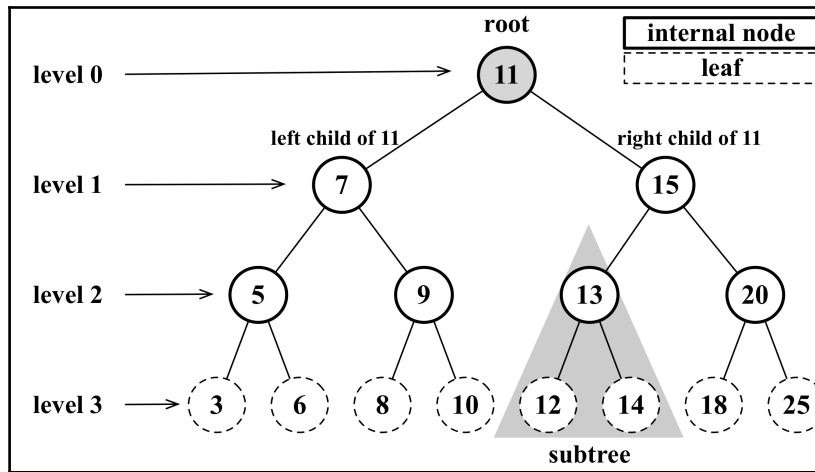 root
internal node
leaf
level 0
11
left child of 11
right child of 11
level 1
7
15
level 2
5
9
13
20
level 3
3
6
8
10
12
14
18
25
subtree